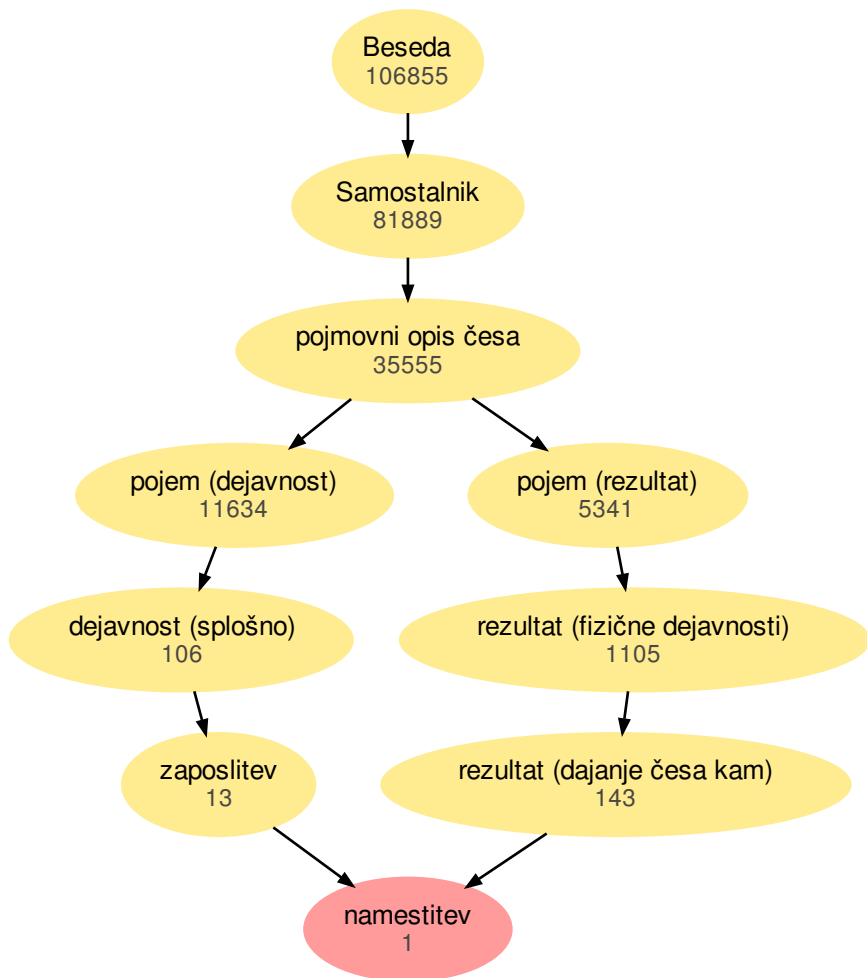 Beseda
106855
Samostalnik
81889
pojmovni opis česa
35555
pojem (dejavnost)
11634
pojem (rezultat)
5341
dejavnost (splošno)
106
rezultat (fizične dejavnosti)
1105
zaposlitev
13
rezultat (dajanje česa kam)
143
namestitev
1